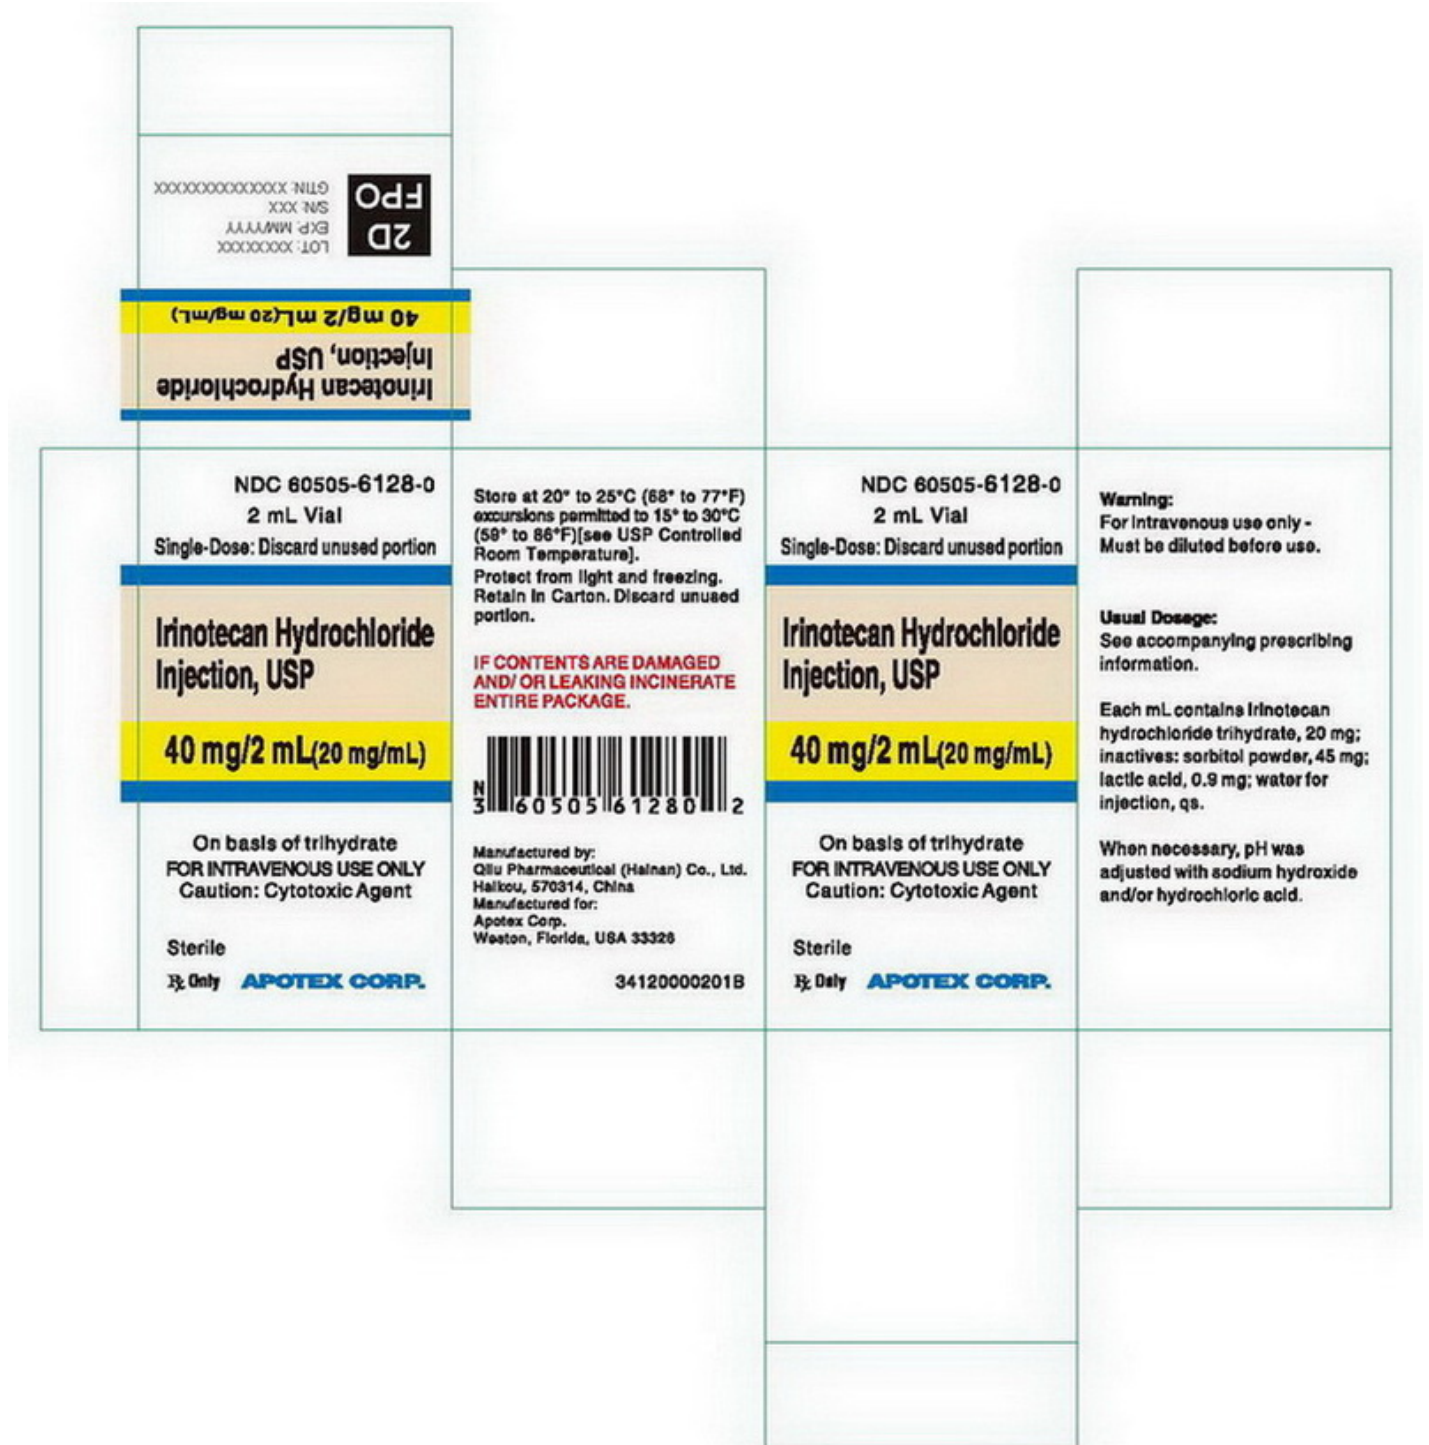 LOT: XXXXXXXX
EXP: MM/YYYY
S/N: XXX
GTIN: XXXXXXXXXXXXXX
2D
FPO
Irinotecan Hydrochloride
Injection, USP
40 mg/2 mL(20 mg/mL)
NDC 60505-6128-0
2 mL Vial
Single-Dose: Discard unused portion
Irinotecan Hydrochloride
Injection, USP
40 mg/2 mL(20 mg/mL)
On basis of trihydrate
FOR INTRAVENOUS USE ONLY
Caution: Cytotoxic Agent
Sterile
Rx Only APOTEX CORP.
Store at 20° to 25°C (68° to 77°F)
excursions permitted to 15° to 30°C
(59° to 86°F)[see USP Controlled
Room Temperature].
Protect from light and freezing.
Retain in Carton. Discard unused
portion.
IF CONTENTS ARE DAMAGED
AND/ OR LEAKING INCINERATE
ENTIRE PACKAGE.
N
3 60505 61280 2
Manufactured by:
Qilu Pharmaceutical (Hainan) Co., Ltd.
Haikou, 570314, China
Manufactured for:
Apotex Corp.
Weston, Florida, USA 33326
34120000201B
NDC 60505-6128-0
2 mL Vial
Single-Dose: Discard unused portion
Irinotecan Hydrochloride
Injection, USP
40 mg/2 mL(20 mg/mL)
On basis of trihydrate
FOR INTRAVENOUS USE ONLY
Caution: Cytotoxic Agent
Sterile
Rx Only APOTEX CORP.
Warning:
For intravenous use only -
Must be diluted before use.
Usual Dosage:
See accompanying prescribing
information.
Each mL contains irinotecan
hydrochloride trihydrate, 20 mg;
inactives: sorbitol powder, 45 mg;
lactic acid, 0.9 mg; water for
injection, qs.
When necessary, pH was
adjusted with sodium hydroxide
and/or hydrochloric acid.